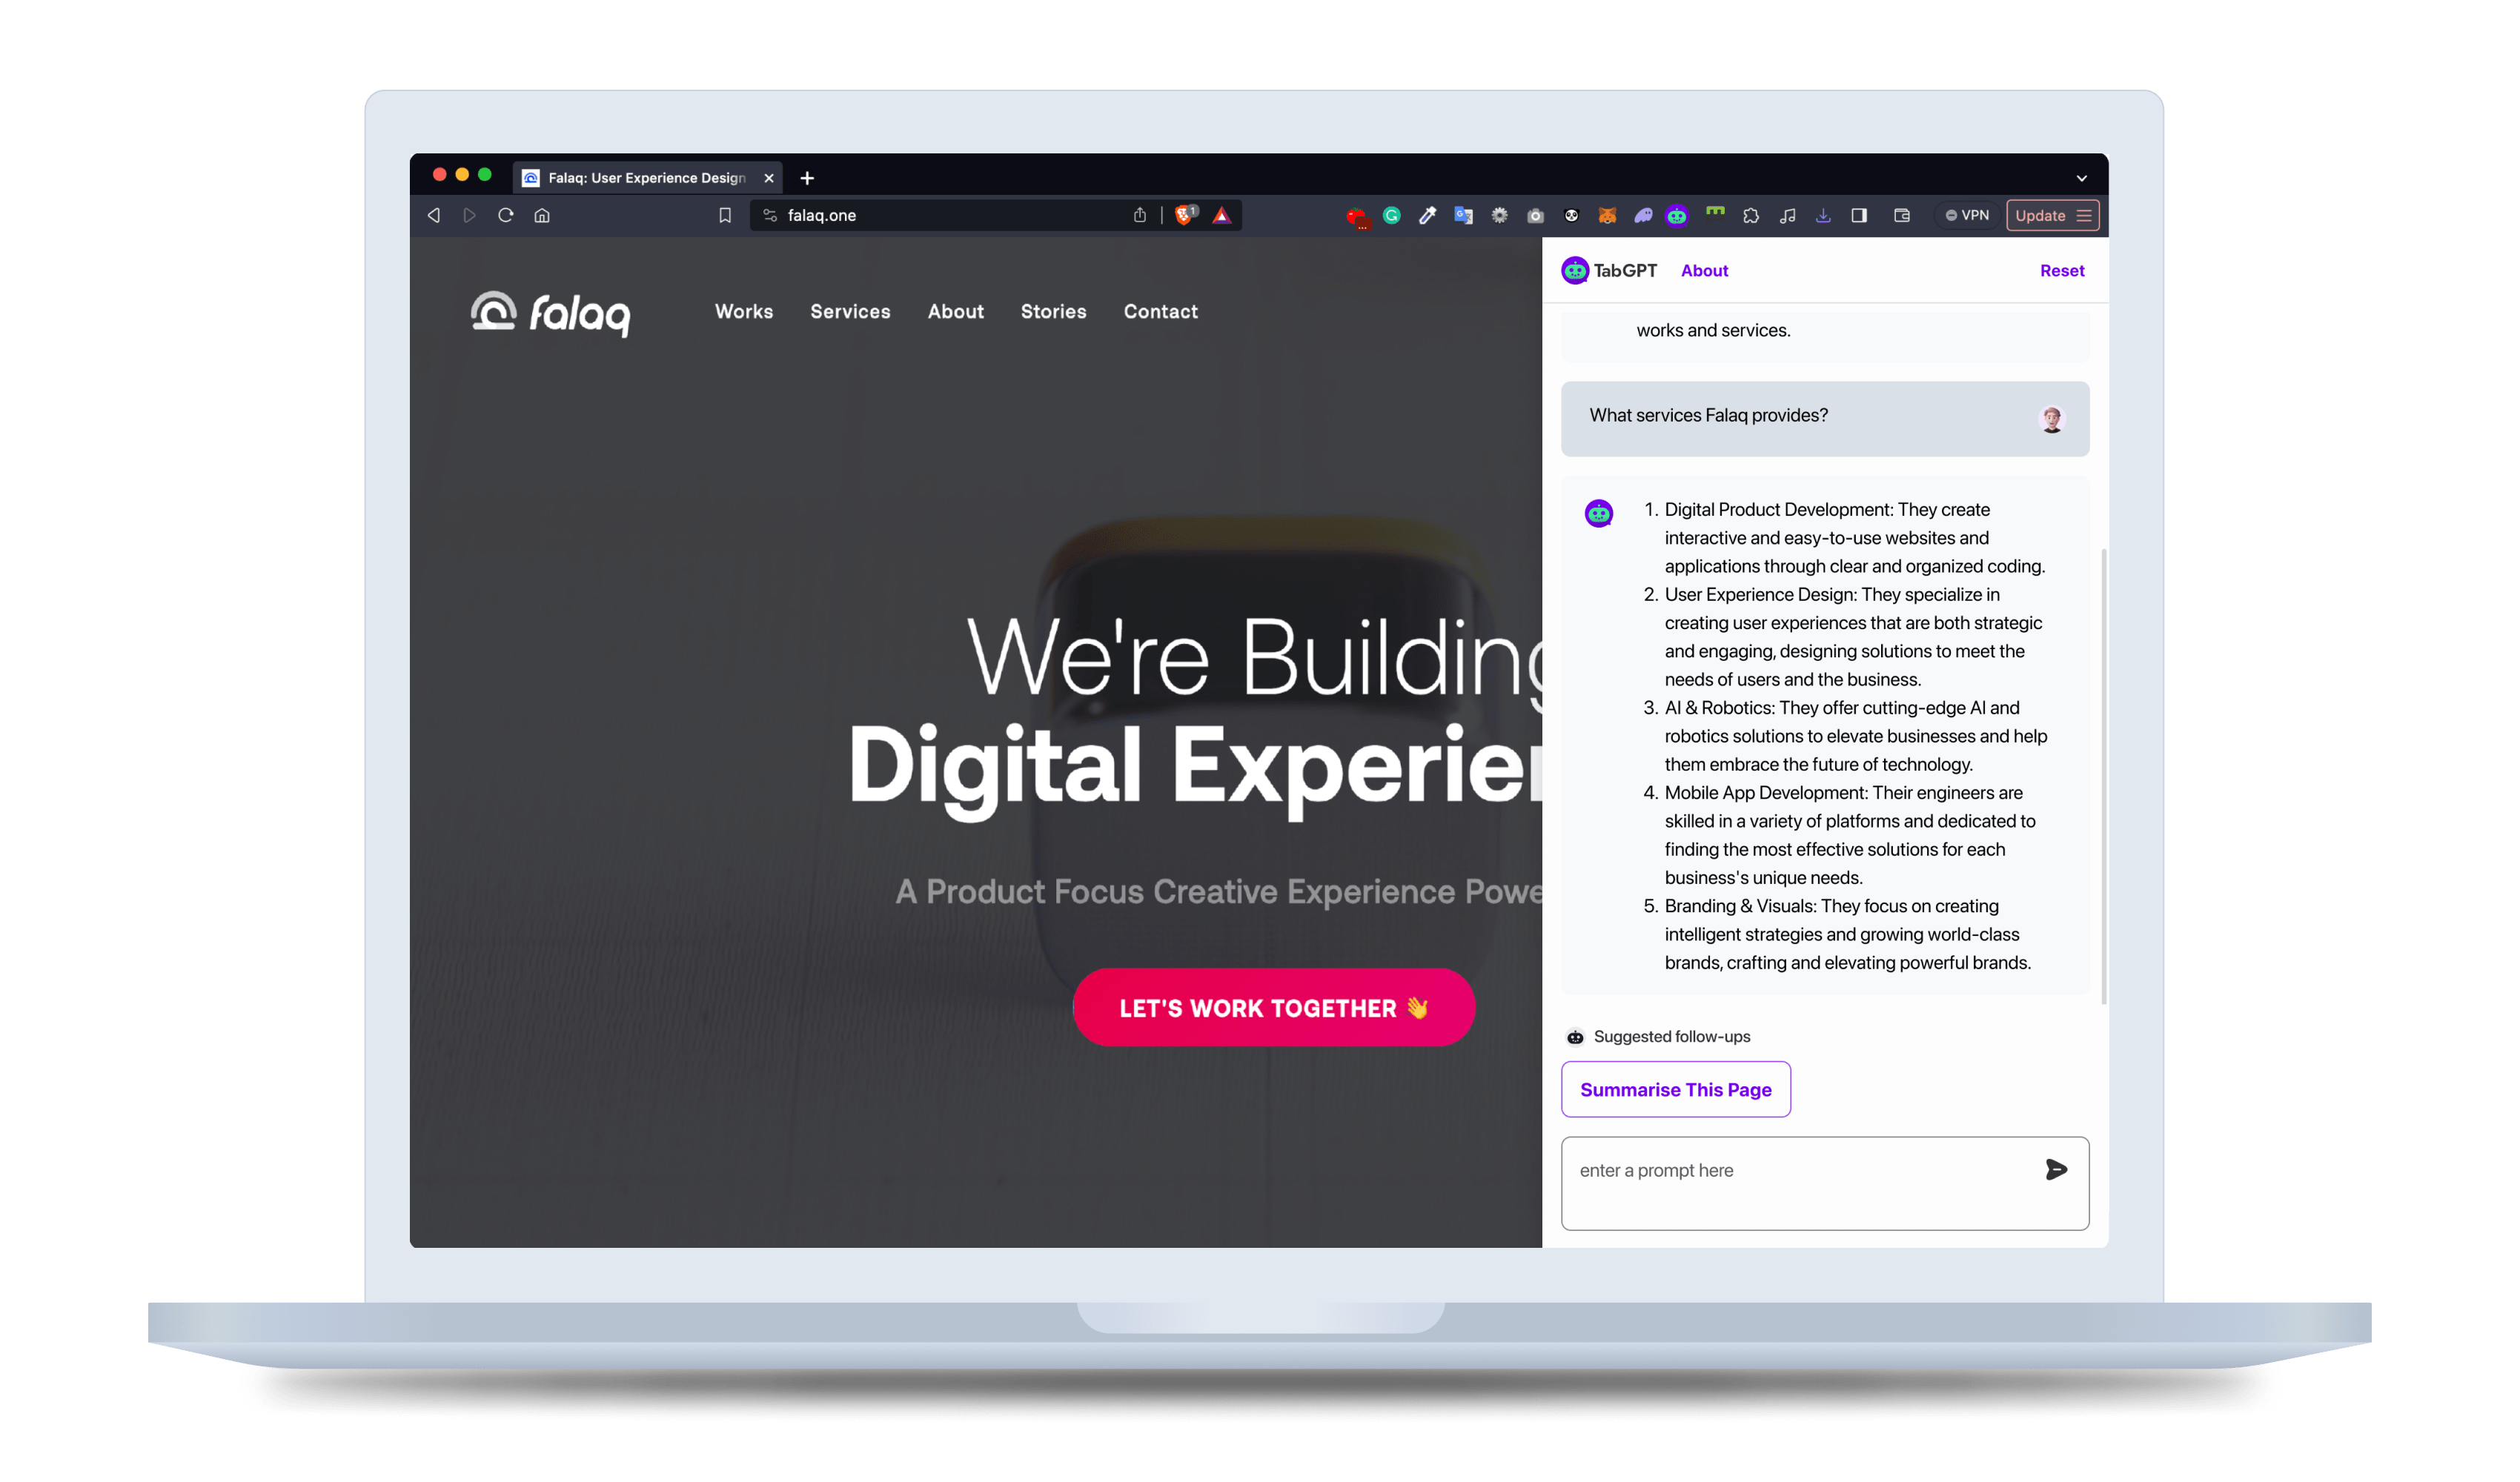 Falaq: User Experience Design
falaq.one
1
...
VPN
Update
falaq
Works
Services
About
Stories
Contact
We're Building
Digital Experien
A Product Focus Creative Experience Powe
LET'S WORK TOGETHER 👋
TabGPT
About
Reset
works and services.
What services Falaq provides?
1. Digital Product Development: They create
interactive and easy-to-use websites and
applications through clear and organized coding.
2. User Experience Design: They specialize in
creating user experiences that are both strategic
and engaging, designing solutions to meet the
needs of users and the business.
3. AI & Robotics: They offer cutting-edge AI and
robotics solutions to elevate businesses and help
them embrace the future of technology.
4. Mobile App Development: Their engineers are
skilled in a variety of platforms and dedicated to
finding the most effective solutions for each
business's unique needs.
5. Branding & Visuals: They focus on creating
intelligent strategies and growing world-class
brands, crafting and elevating powerful brands.
Suggested follow-ups
Summarise This Page
enter a prompt here